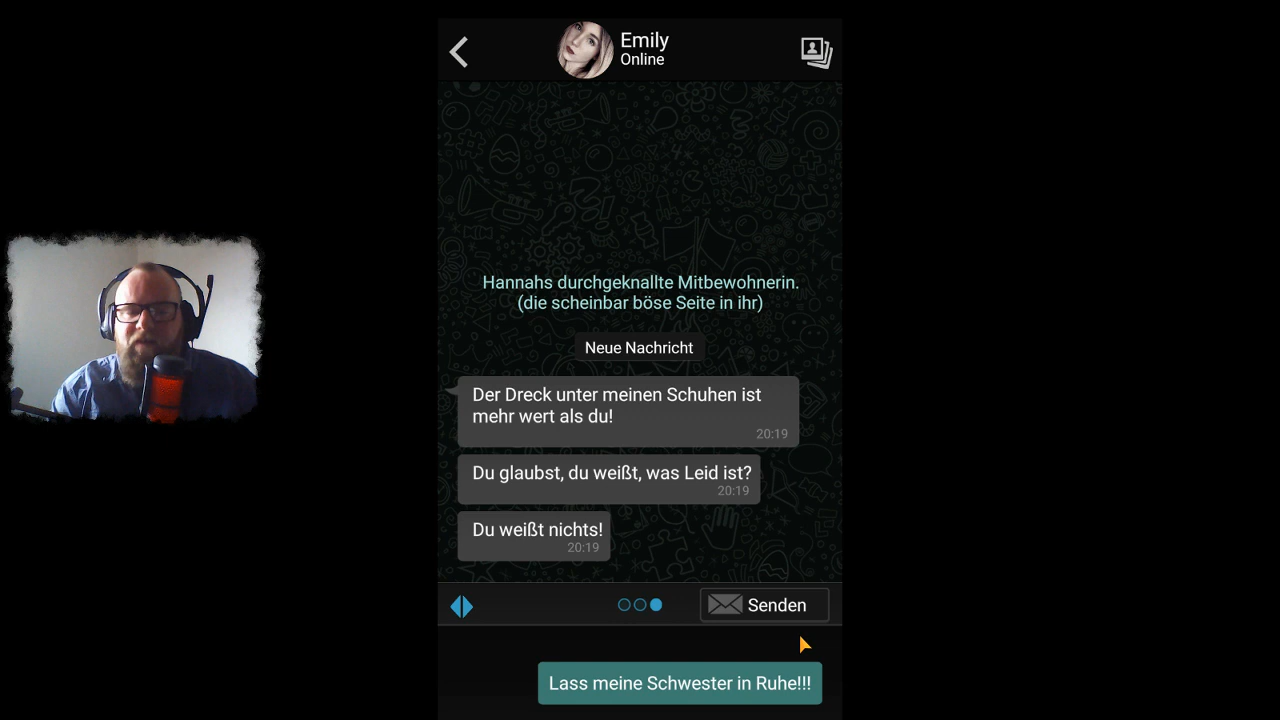 Emily
Online
Hannahs durchgeknallte Mitbewohnerin.
(die scheinbar böse Seite in ihr)
Neue Nachricht
Der Dreck unter meinen Schuhen ist
mehr wert als du!
20:19
Du glaubst, du weißt, was Leid ist?
20:19
Du weißt nichts!
20:19
Senden
Lass meine Schwester in Ruhe!!!